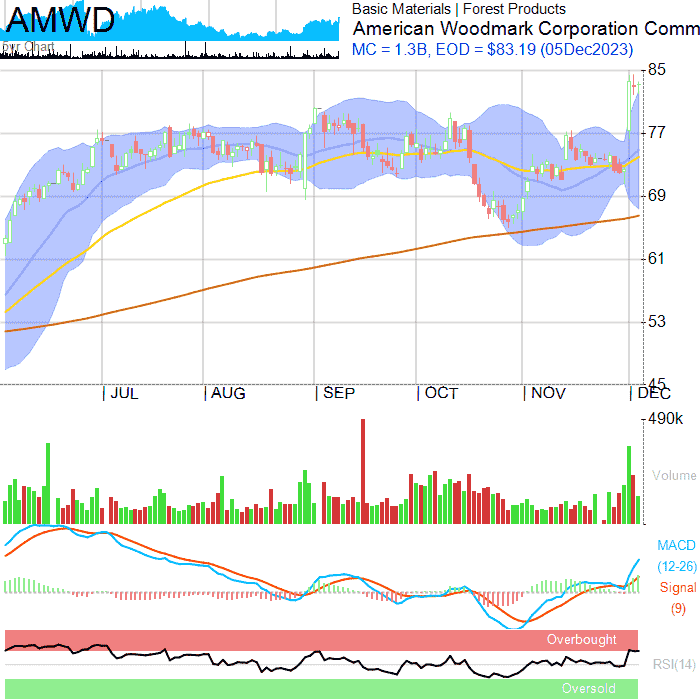 AMWD
5yr Chart
Basic Materials | Forest Products
American Woodmark Corporation Comm
MC = 1.3B, EOD = $83.19 (05Dec2023)
85
77
69
61
53
45
JUL AUG SEP OCT NOV DEC
490k
Volume
MACD
(12-26)
Signal
(9)
Overbought
RSI(14)
Oversold